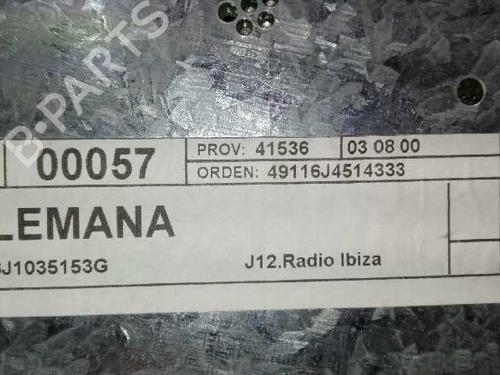 B-PARTS
00057
PROV: 41536
03 08 00
ORDEN: 49116J4514333
LEMANA
J1035153G
J12.Radio Ibiza